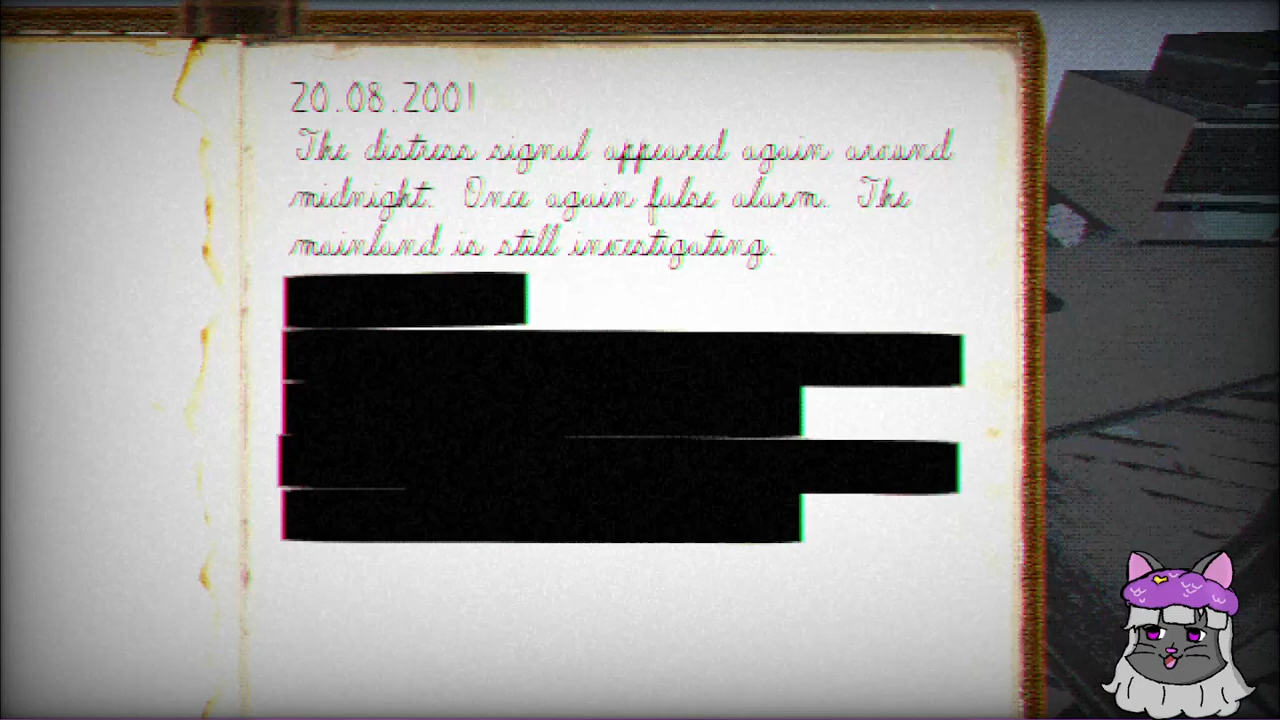 20.08.2001
The distress signal appeared again around
midnight. Once again false alarm. The
mainland is still investigating.